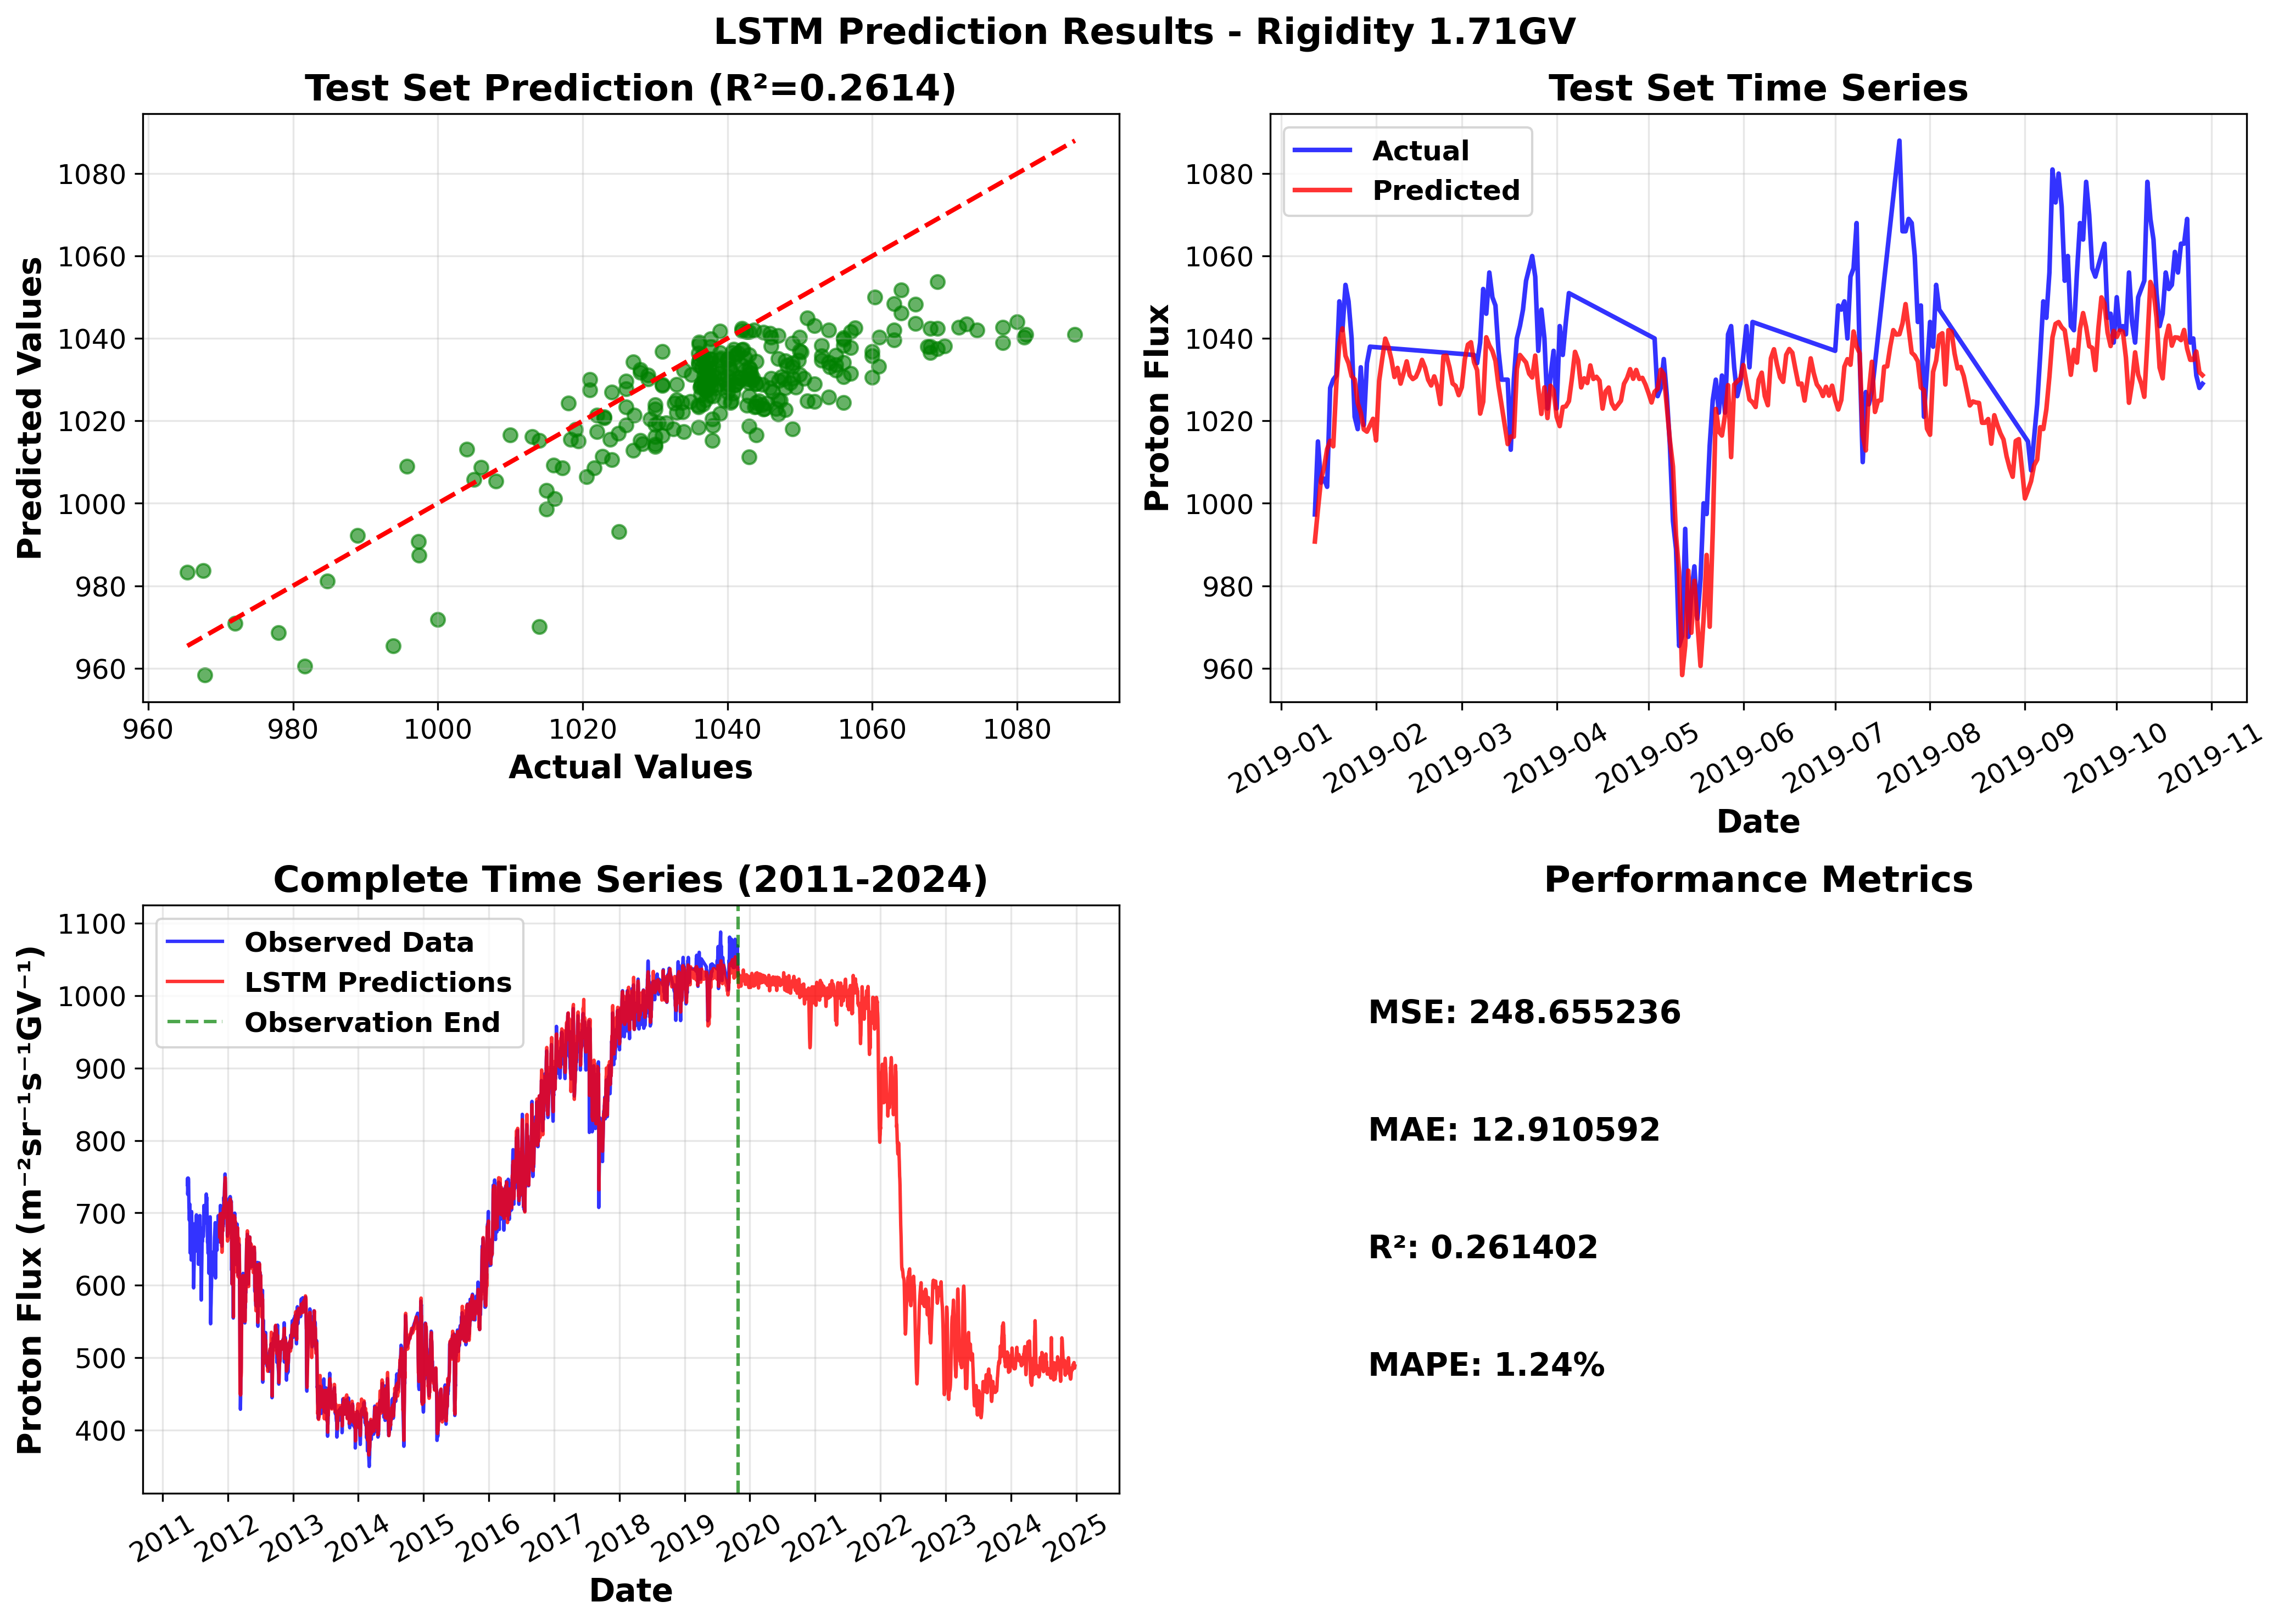 LSTM Prediction Results - Rigidity 1.71GV
Test Set Prediction (R²=0.2614)
Predicted Values
1080
1060
1040
1020
1000
980
960
960 980 1000 1020 1040 1060 1080
Actual Values
Test Set Time Series
Actual
Predicted
Proton Flux
1080
1060
1040
1020
1000
980
960
2019-01 2019-02 2019-03 2019-04 2019-05 2019-06 2019-07 2019-08 2019-09 2019-10 2019-11
Date
Complete Time Series (2011-2024)
Observed Data
LSTM Predictions
Observation End
Proton Flux (m⁻²sr⁻¹s⁻¹GV⁻¹)
1100
1000
900
800
700
600
500
400
2011 2012 2013 2014 2015 2016 2017 2018 2019 2020 2021 2022 2023 2024 2025
Date
Performance Metrics
MSE: 248.655236
MAE: 12.910592
R²: 0.261402
MAPE: 1.24%